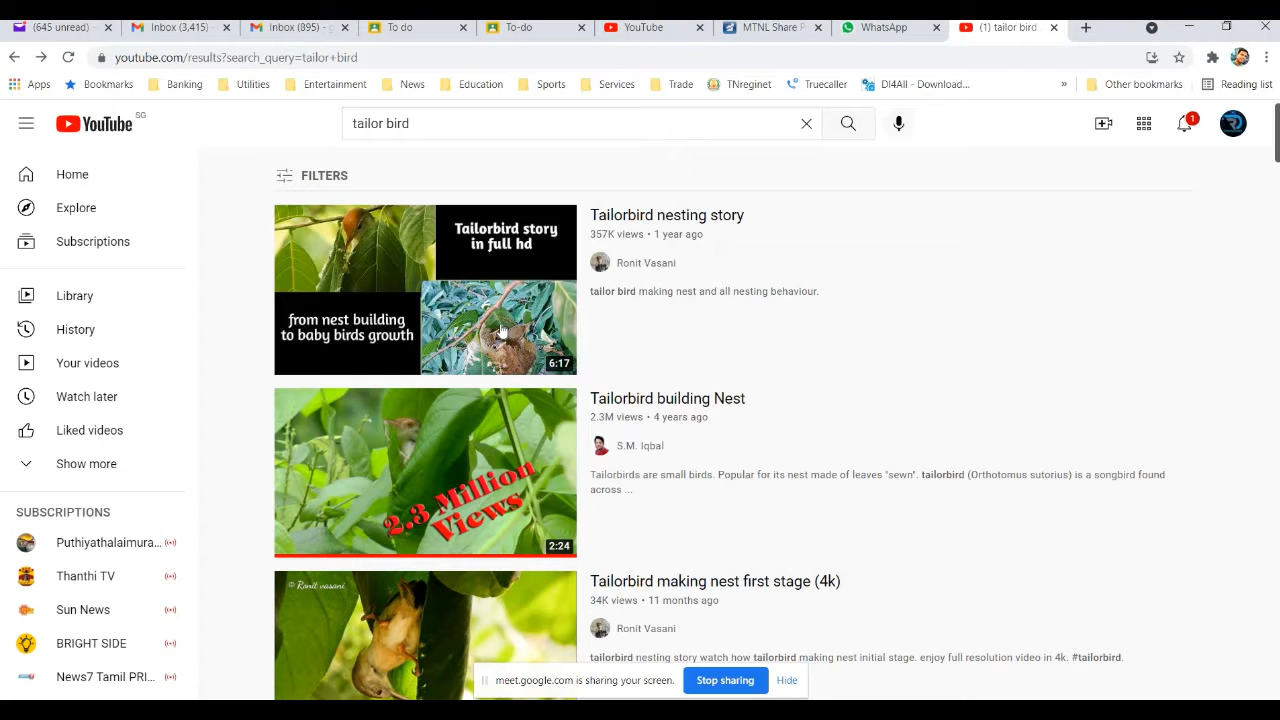 (645 unread) -
Inbox (3,415) -
Inbox (895) - g
To do
To-do
YouTube
MTNL Share P
WhatsApp
(1) tailor bird
youtube.com/results?search_query=tailor+bird
Apps
Bookmarks
Banking
Utilities
Entertainment
News
Education
Sports
Services
Trade
TNreginet
Truecaller
DI4All - Download...
»
Other bookmarks
Reading list
YouTube SG
tailor bird
1
Home
Explore
Subscriptions
Library
History
Your videos
Watch later
Liked videos
Show more
SUBSCRIPTIONS
Puthiyathalaimura...
Thanthi TV
Sun News
BRIGHT SIDE
News7 Tamil PRI...
FILTERS
Tailorbird story
in full hd
from nest building
to baby birds growth
6:17
Tailorbird nesting story
357K views • 1 year ago
Ronit Vasani
tailor bird making nest and all nesting behaviour.
2.3 Million
Views
2:24
Tailorbird building Nest
2.3M views • 4 years ago
S.M. Iqbal
Tailorbirds are small birds. Popular for its nest made of leaves "sewn". tailorbird (Orthotomus sutorius) is a songbird found
across ...
© Ronit vasani
Tailorbird making nest first stage (4k)
34K views • 11 months ago
Ronit Vasani
tailorbird nesting story watch how tailorbird making nest initial stage. enjoy full resolution video in 4k. #tailorbird.
meet.google.com is sharing your screen.
Stop sharing
Hide